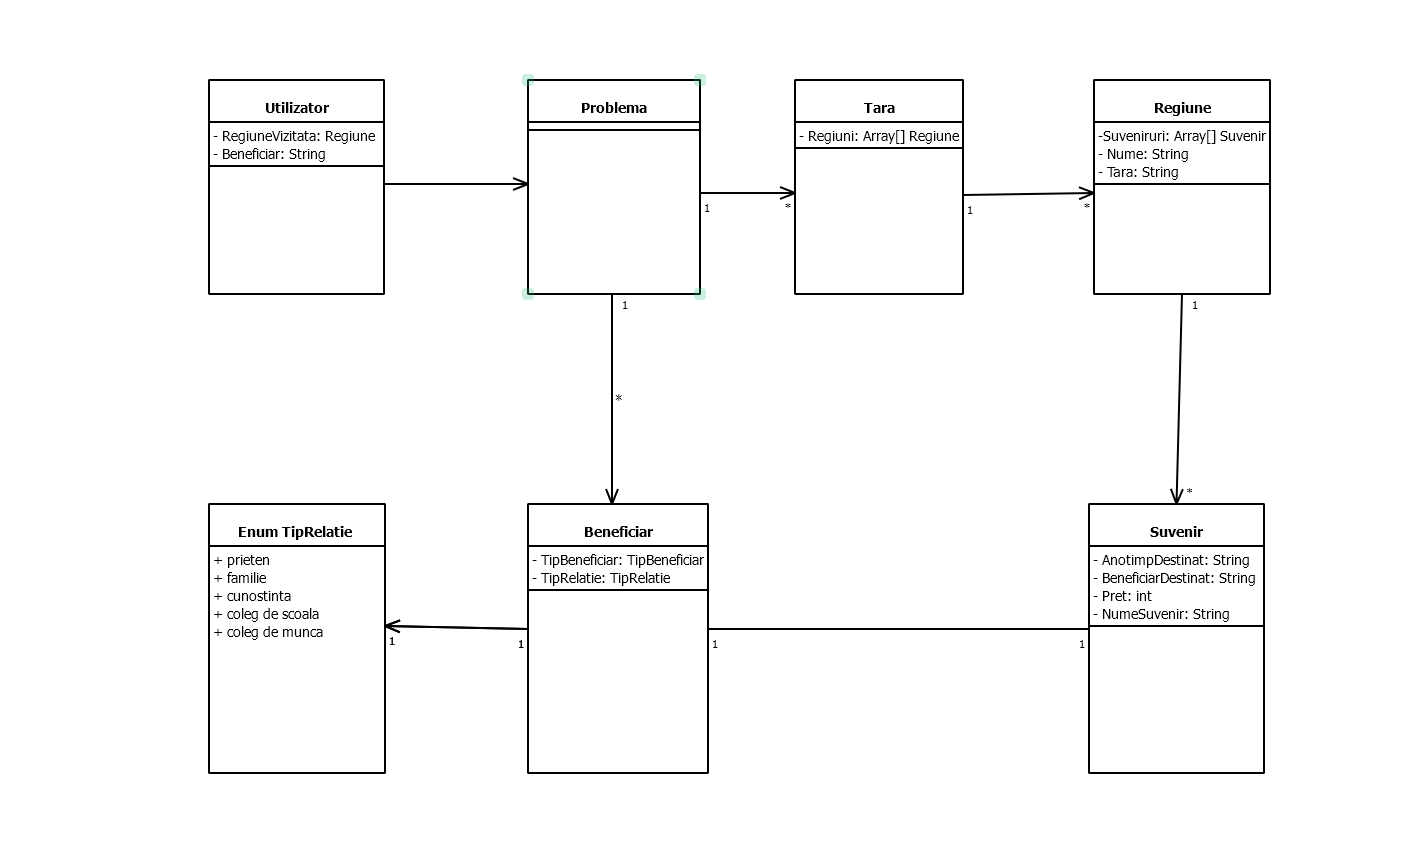 Utilizator
- RegiuneVizitata: Regiune
- Beneficiar: String
Problema
Tara
- Regiuni: Array[] Regiune
Regiune
-Suveniruri: Array[] Suvenir
- Nume: String
- Tara: String
1
*
1
*
1
*
1
*
Enum TipRelatie
+ prieten
+ familie
+ cunostinta
+ coleg de scoala
+ coleg de munca
Beneficiar
- TipBeneficiar: TipBeneficiar
- TipRelatie: TipRelatie
Suvenir
- AnotimpDestinat: String
- BeneficiarDestinat: String
- Pret: int
- NumeSuvenir: String
1
1
1
1